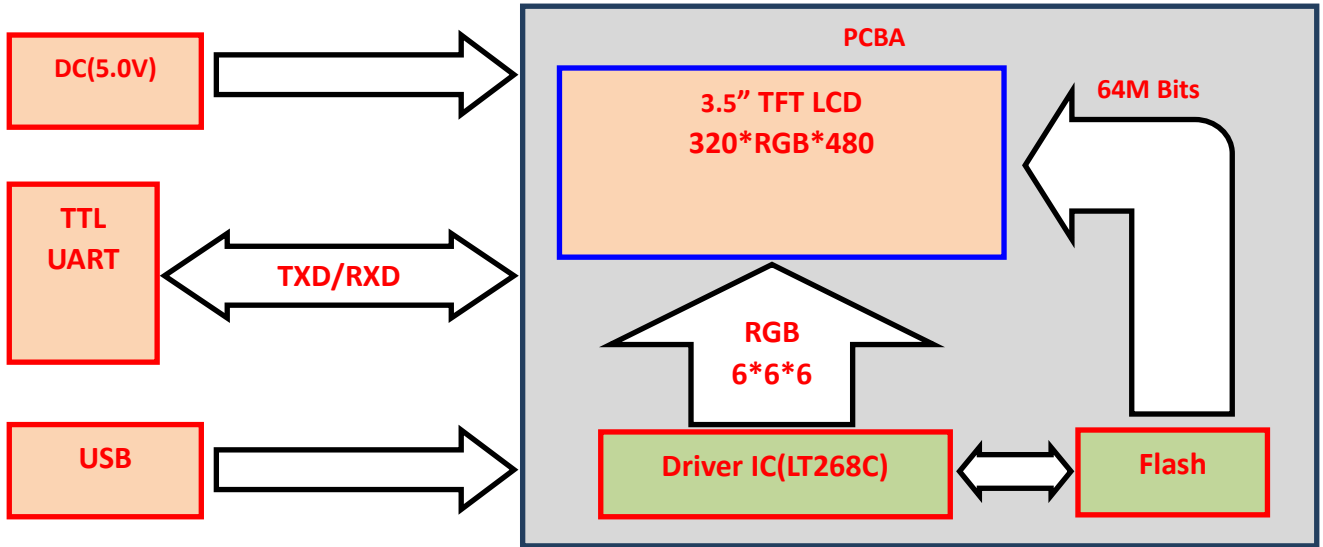 PCBA
DC(5.0V)
3.5” TFT LCD
320*RGB*480
64M Bits
TTL
UART
TXD/RXD
RGB
6*6*6
USB
Driver IC(LT268C)
Flash